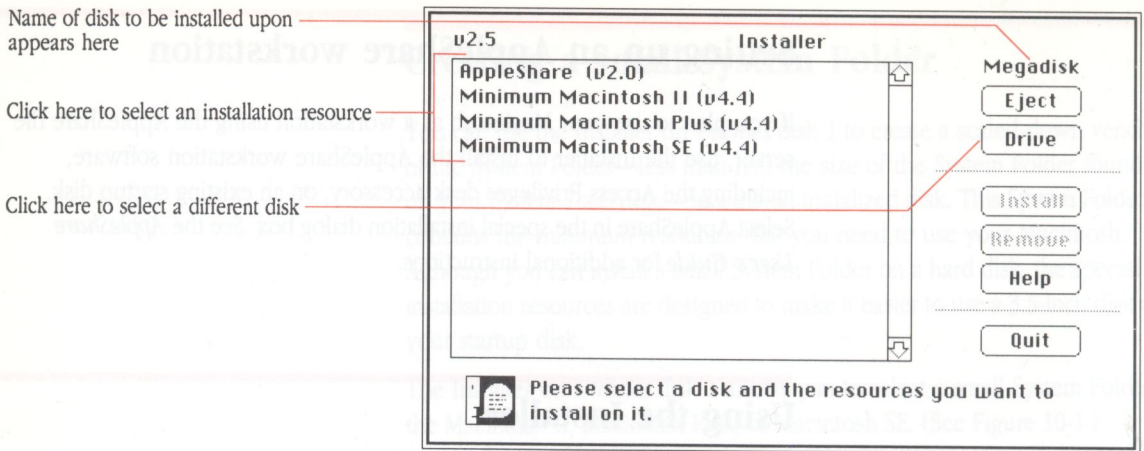 Name of disk to be installed upon
appears here
Click here to select an installation resource
Click here to select a different disk
v2.5
Installer
AppleShare (v2.0)
Minimum Macintosh II (v4.4)
Minimum Macintosh Plus (v4.4)
Minimum Macintosh SE (v4.4)
Megadisk
Eject
Drive
Install
Remove
Help
Quit
Please select a disk and the resources you want to
install on it.